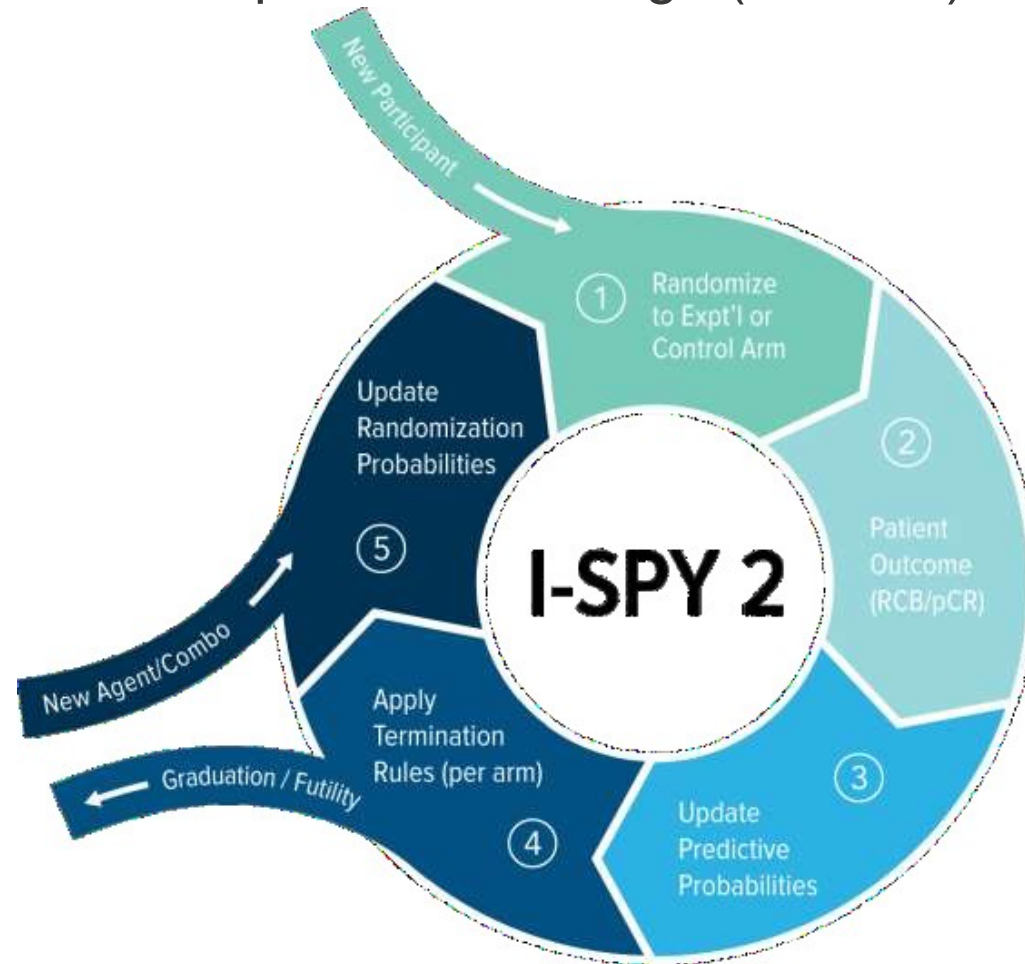 New Participant
1
Randomize
to Expt'l or
Control Arm
2
Patient
Outcome
(RCB/pCR)
3
Update
Predictive
Probabilities
4
Apply
Termination
Rules (per arm)
Graduation / Futility
5
Update
Randomization
Probabilities
New Agent/Combo
I-SPY 2